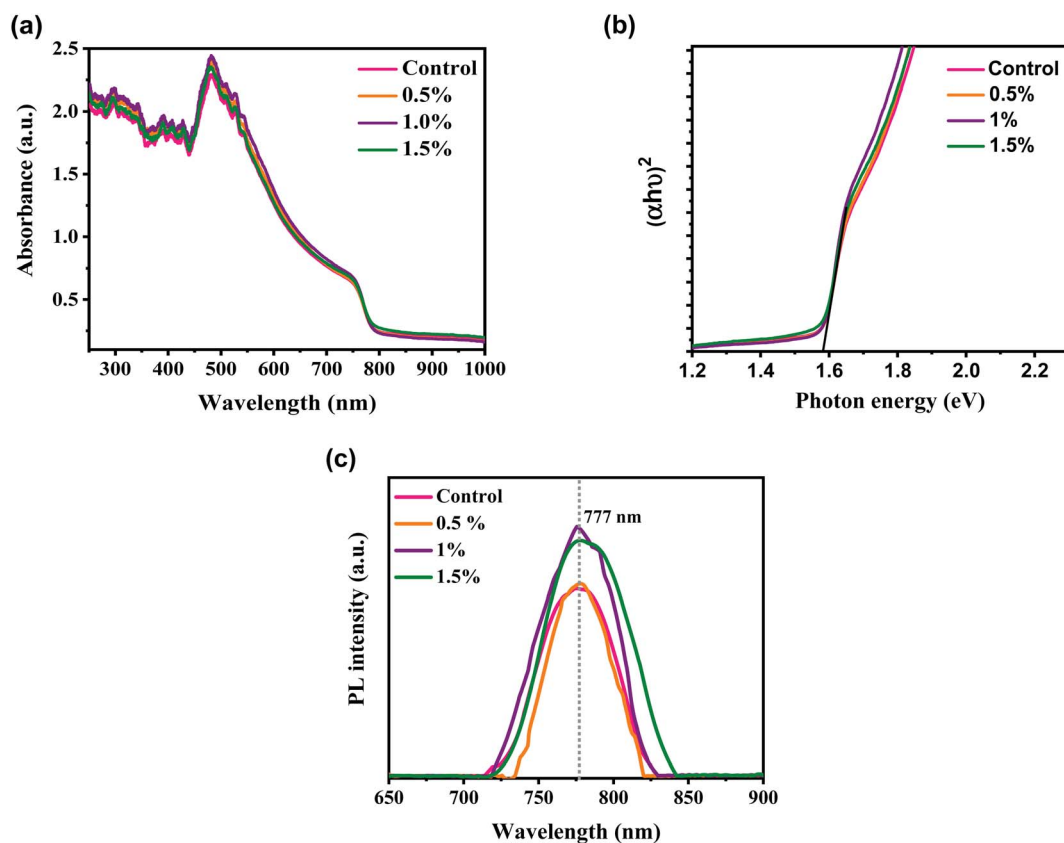 (a)
2.5
2.0
1.5
1.0
0.5
Absorbance (a.u.)
Control
0.5%
1.0%
1.5%
300 400 500 600 700 800 900 1000
Wavelength (nm)
(b)
(αhυ)²
Control
0.5%
1%
1.5%
1.2 1.4 1.6 1.8 2.0 2.2
Photon energy (eV)
(c)
PL intensity (a.u.)
Control
0.5 %
1%
1.5%
777 nm
650 700 750 800 850 900
Wavelength (nm)